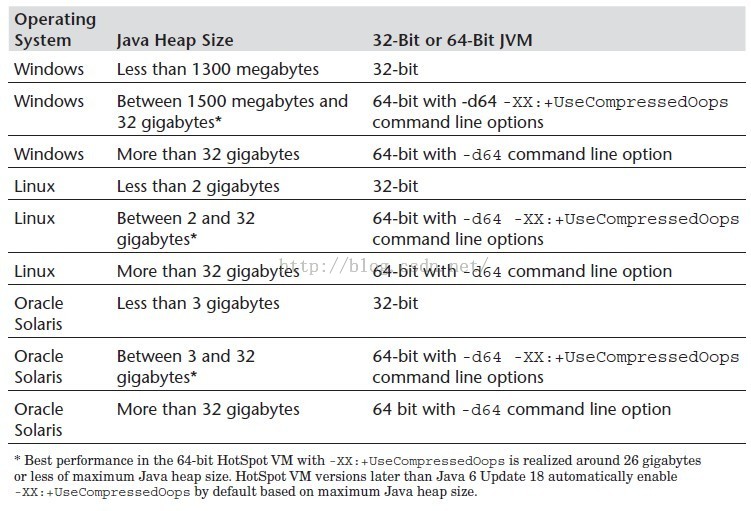 Operating
System Java Heap Size 32-Bit or 64-Bit JVM
Windows Less than 1300 megabytes 32-bit
Windows Between 1500 megabytes and 64-bit with -d64 -XX:+UseCompressedOops
32 gigabytes* command line options
Windows More than 32 gigabytes 64-bit with -d64 command line option
Linux Less than 2 gigabytes 32-bit
Linux Between 2 and 32 64-bit with -d64 -XX:+UseCompressedOops
gigabytes* command line options
http://blog.csdn.net/
Linux More than 32 gigabytes 64-bit with -d64 command line option
Oracle Less than 3 gigabytes 32-bit
Solaris
Oracle Between 3 and 32 64-bit with -d64 -XX:+UseCompressedOops
Solaris gigabytes* command line options
Oracle More than 32 gigabytes 64 bit with -d64 command line option
Solaris
* Best performance in the 64-bit HotSpot VM with -XX:+UseCompressedOops is realized around 26 gigabytes
or less of maximum Java heap size. HotSpot VM versions later than Java 6 Update 18 automatically enable
-XX:+UseCompressedOops by default based on maximum Java heap size.